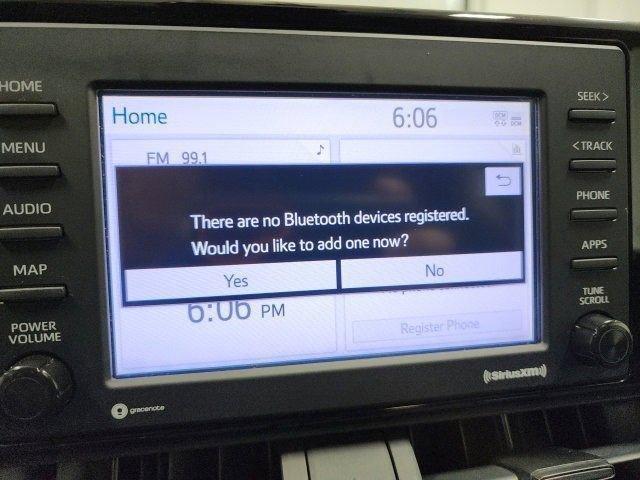 HOME
MENU
AUDIO
MAP
POWER
VOLUME
Home
6:06
DCM
DCM
FM 99.1
There are no Bluetooth devices registered.
Would you like to add one now?
Yes
No
6:06 PM
Register Phone
SEEK >
< TRACK
PHONE
APPS
TUNE
SCROLL
gracenote
((SiriusXM))